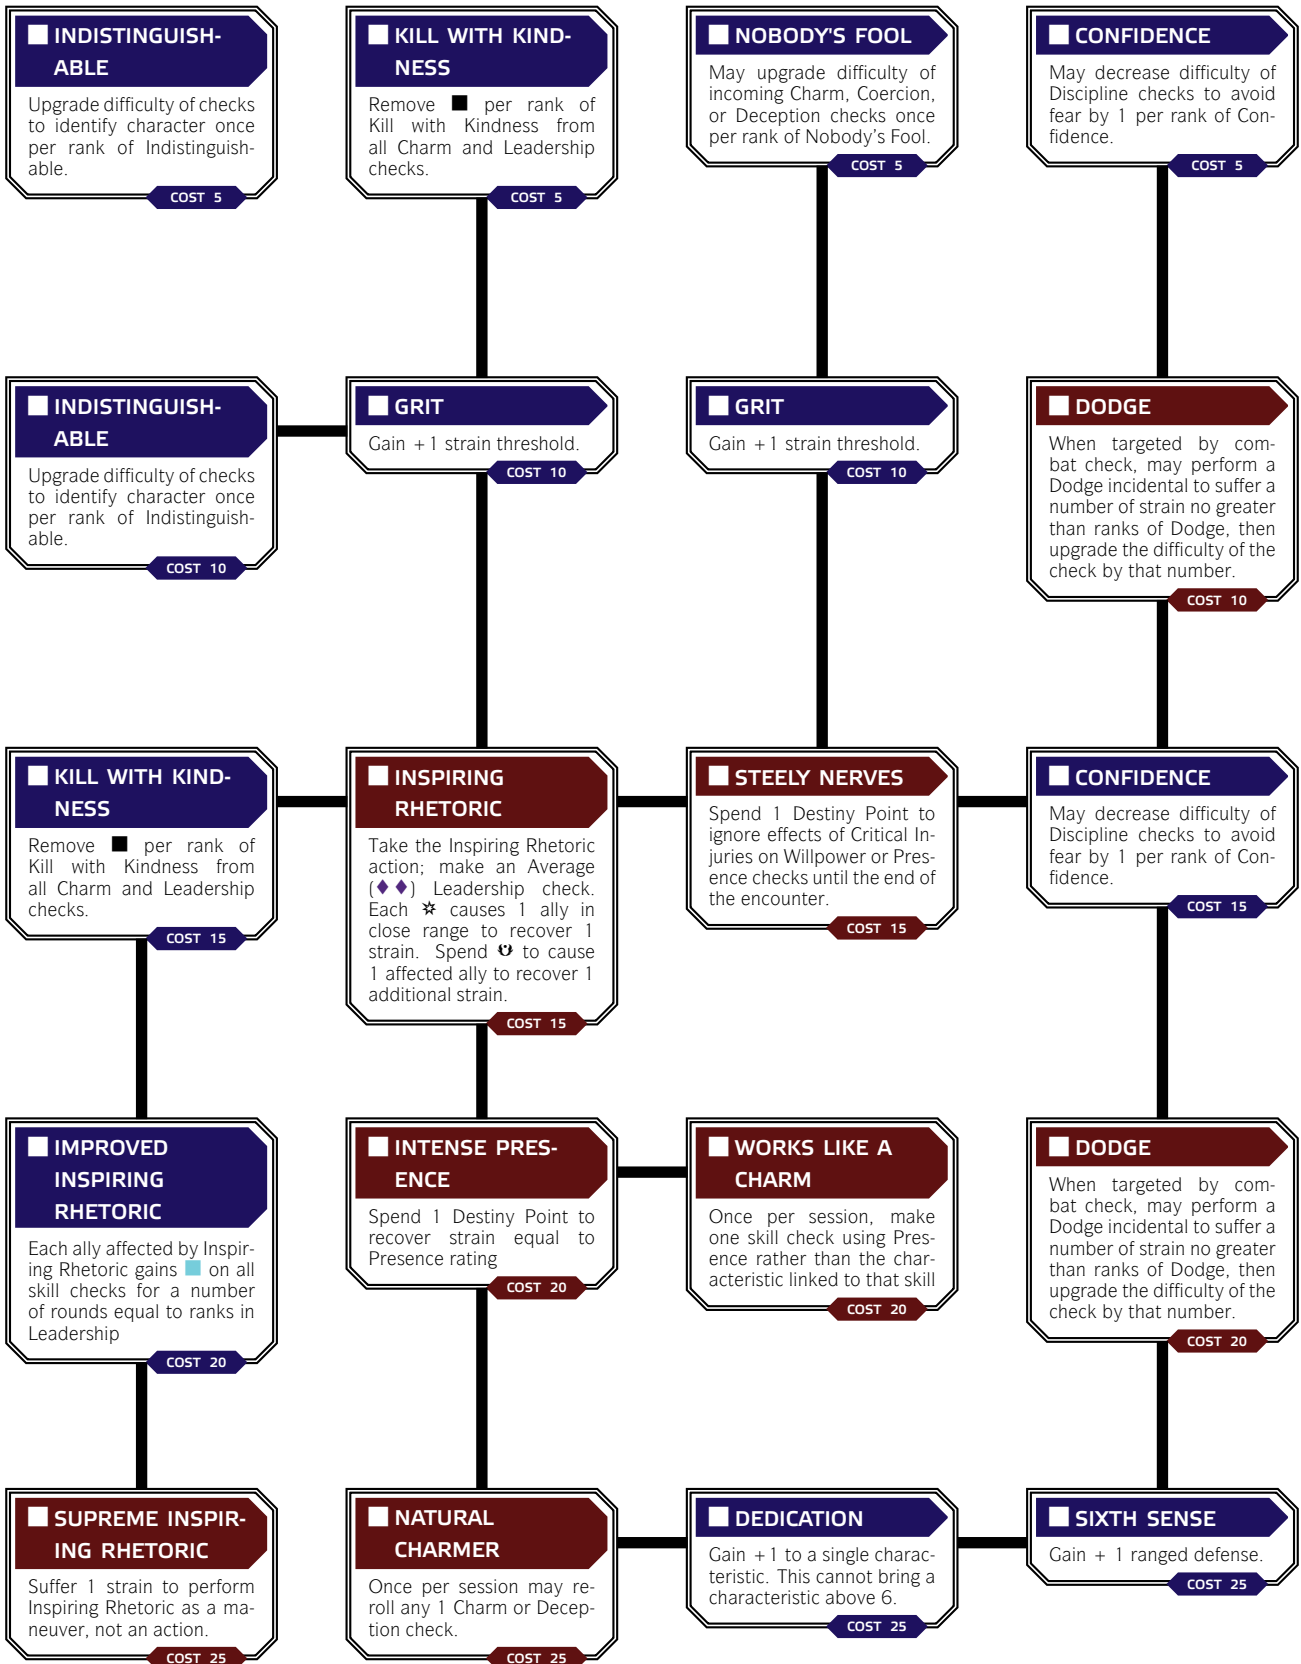 INDISTINGUISH-
ABLE
Upgrade difficulty of checks
to identify character once
per rank of Indistinguish-
able.
COST 5
KILL WITH KIND-
NESS
Remove ■ per rank of
Kill with Kindness from
all Charm and Leadership
checks.
COST 5
NOBODY'S FOOL
May upgrade difficulty of
incoming Charm, Coercion,
or Deception checks once
per rank of Nobody's Fool.
COST 5
CONFIDENCE
May decrease difficulty of
Discipline checks to avoid
fear by 1 per rank of Con-
fidence.
COST 5
INDISTINGUISH-
ABLE
Upgrade difficulty of checks
to identify character once
per rank of Indistinguish-
able.
COST 10
GRIT
Gain +1 strain threshold.
COST 10
GRIT
Gain +1 strain threshold.
COST 10
DODGE
When targeted by com-
bat check, may perform a
Dodge incidental to suffer a
number of strain no greater
than ranks of Dodge, then
upgrade the difficulty of the
check by that number.
COST 10
KILL WITH KIND-
NESS
Remove ■ per rank of
Kill with Kindness from
all Charm and Leadership
checks.
COST 15
INSPIRING
RHETORIC
Take the Inspiring Rhetoric
action; make an Average
(♦♦) Leadership check.
Each causes 1 ally in
close range to recover 1
strain. Spend to cause
1 affected ally to recover 1
additional strain.
COST 15
STEELY NERVES
Spend 1 Destiny Point to
ignore effects of Critical In-
juries on Willpower or Pres-
ence checks until the end of
the encounter.
COST 15
CONFIDENCE
May decrease difficulty of
Discipline checks to avoid
fear by 1 per rank of Con-
fidence.
COST 15
IMPROVED
INSPIRING
RHETORIC
Each ally affected by Inspir-
ing Rhetoric gains ■ on all
skill checks for a number
of rounds equal to ranks in
Leadership
COST 20
INTENSE PRES-
ENCE
Spend 1 Destiny Point to
recover strain equal to
Presence rating
COST 20
WORKS LIKE A
CHARM
Once per session, make
one skill check using Pres-
ence rather than the char-
acteristic linked to that skill
COST 20
DODGE
When targeted by com-
bat check, may perform a
Dodge incidental to suffer a
number of strain no greater
than ranks of Dodge, then
upgrade the difficulty of the
check by that number.
COST 20
SUPREME INSPIR-
ING RHETORIC
Suffer 1 strain to perform
Inspiring Rhetoric as a ma-
neuver, not an action.
COST 25
NATURAL
CHARMER
Once per session may re-
roll any 1 Charm or Decep-
tion check.
COST 25
DEDICATION
Gain +1 to a single charac-
teristic. This cannot bring a
characteristic above 6.
COST 25
SIXTH SENSE
Gain + 1 ranged defense.
COST 25